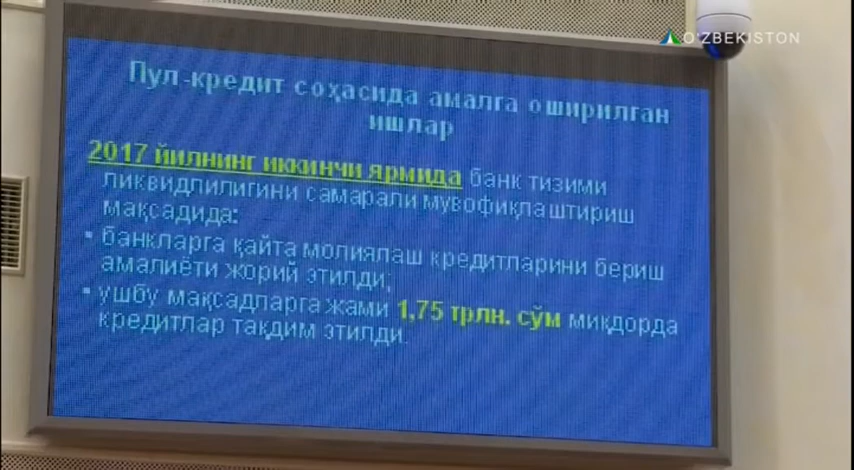 O'ZBEKISTON
Пул-кредит соҳасида амалга оширилган
ишлар
2017 йилнинг иккинчи ярмида банк тизими
ликвидлилигини самарали мувофиқлаштириш
мақсадида:
▪ банкларга қайта молиялаш кредитларини бериш
амалиёти жорий этилди;
▪ ушбу мақсадларга жами 1,75 трлн. сўм миқдорда
кредитлар тақдим этилди.